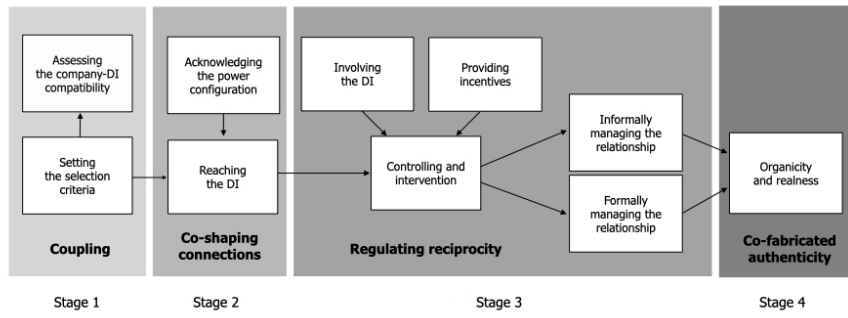 Assessing
the company-DI
compatibility
Setting
the selection
criteria
Coupling
Acknowledging
the power
configuration
Reaching
the DI
Co-shaping
connections
Involving
the DI
Providing
incentives
Controlling and
intervention
Informally
managing the
relationship
Formally
managing the
relationship
Regulating reciprocity
Organicity
and realness
Co-fabricated
authenticity
Stage 1
Stage 2
Stage 3
Stage 4